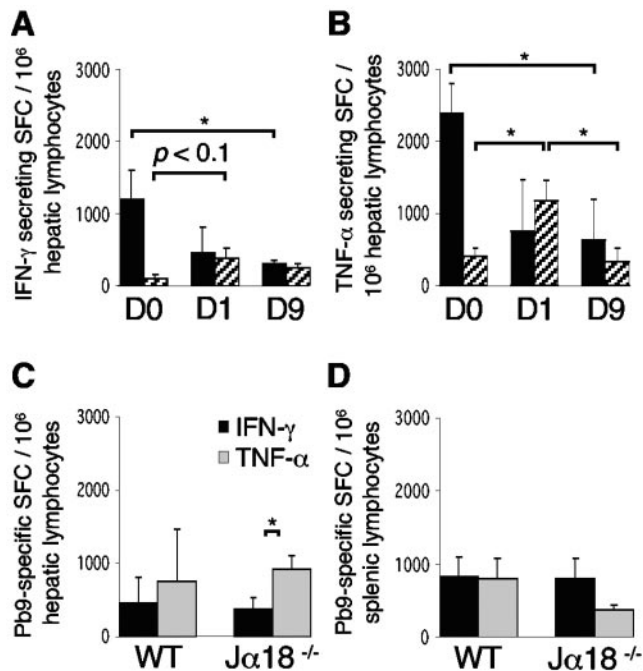 A
IFN-γ secreting SFC / 10⁶
hepatic lymphocytes
3000
2000
1000
0
*
p < 0.1
D0 D1 D9
B
TNF-α secreting SFC /
10⁶ hepatic lymphocytes
3000
2000
1000
0
*
* *
D0 D1 D9
C
Pb9-specific SFC / 10⁶
hepatic lymphocytes
3000
2000
1000
0
IFN-γ
TNF-α
*
WT Jα18 -/-
D
Pb9-specific SFC / 10⁶
splenic lymphocytes
3000
2000
1000
0
WT Jα18 -/-